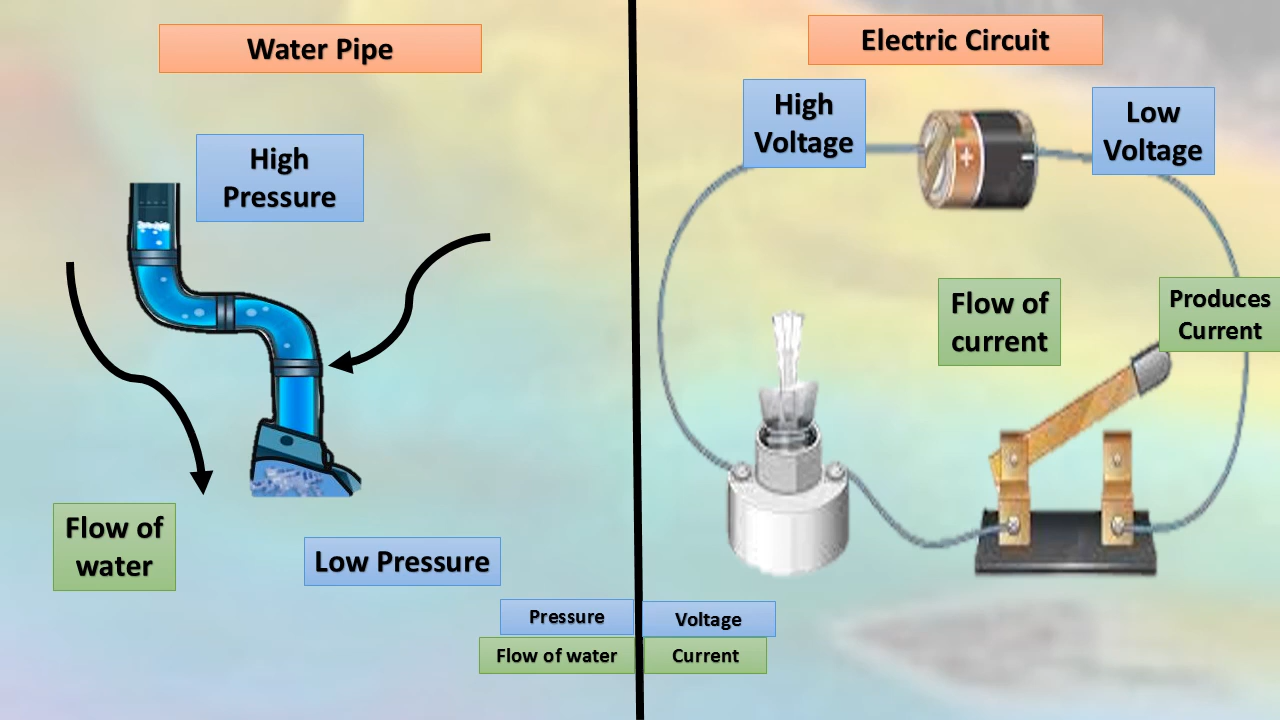 Water Pipe
High
Pressure
Flow of
water
Low Pressure
Pressure
Flow of water
Electric Circuit
High
Voltage
+
Low
Voltage
Flow of
current
Produces
Current
Voltage
Current